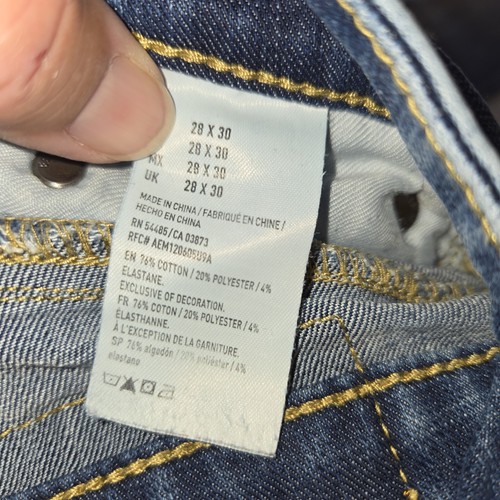 28 X 30
28 X 30
MX 28 X 30
UK 28 X 30
MADE IN CHINA / FABRIQUÉ EN CHINE /
HECHO EN CHINA
RN 54485/ CA 03873
RFC# AEM120605U9A
EN 76% COTTON / 20% POLYESTER / 4%
ELASTANE.
EXCLUSIVE OF DECORATION.
FR 76% COTON / 20% POLYESTER / 4%
ÉLASTHANNE.
À L'EXCEPTION DE LA GARNITURE.
SP 76% algodón / 20% poliéster / 4%
elastano